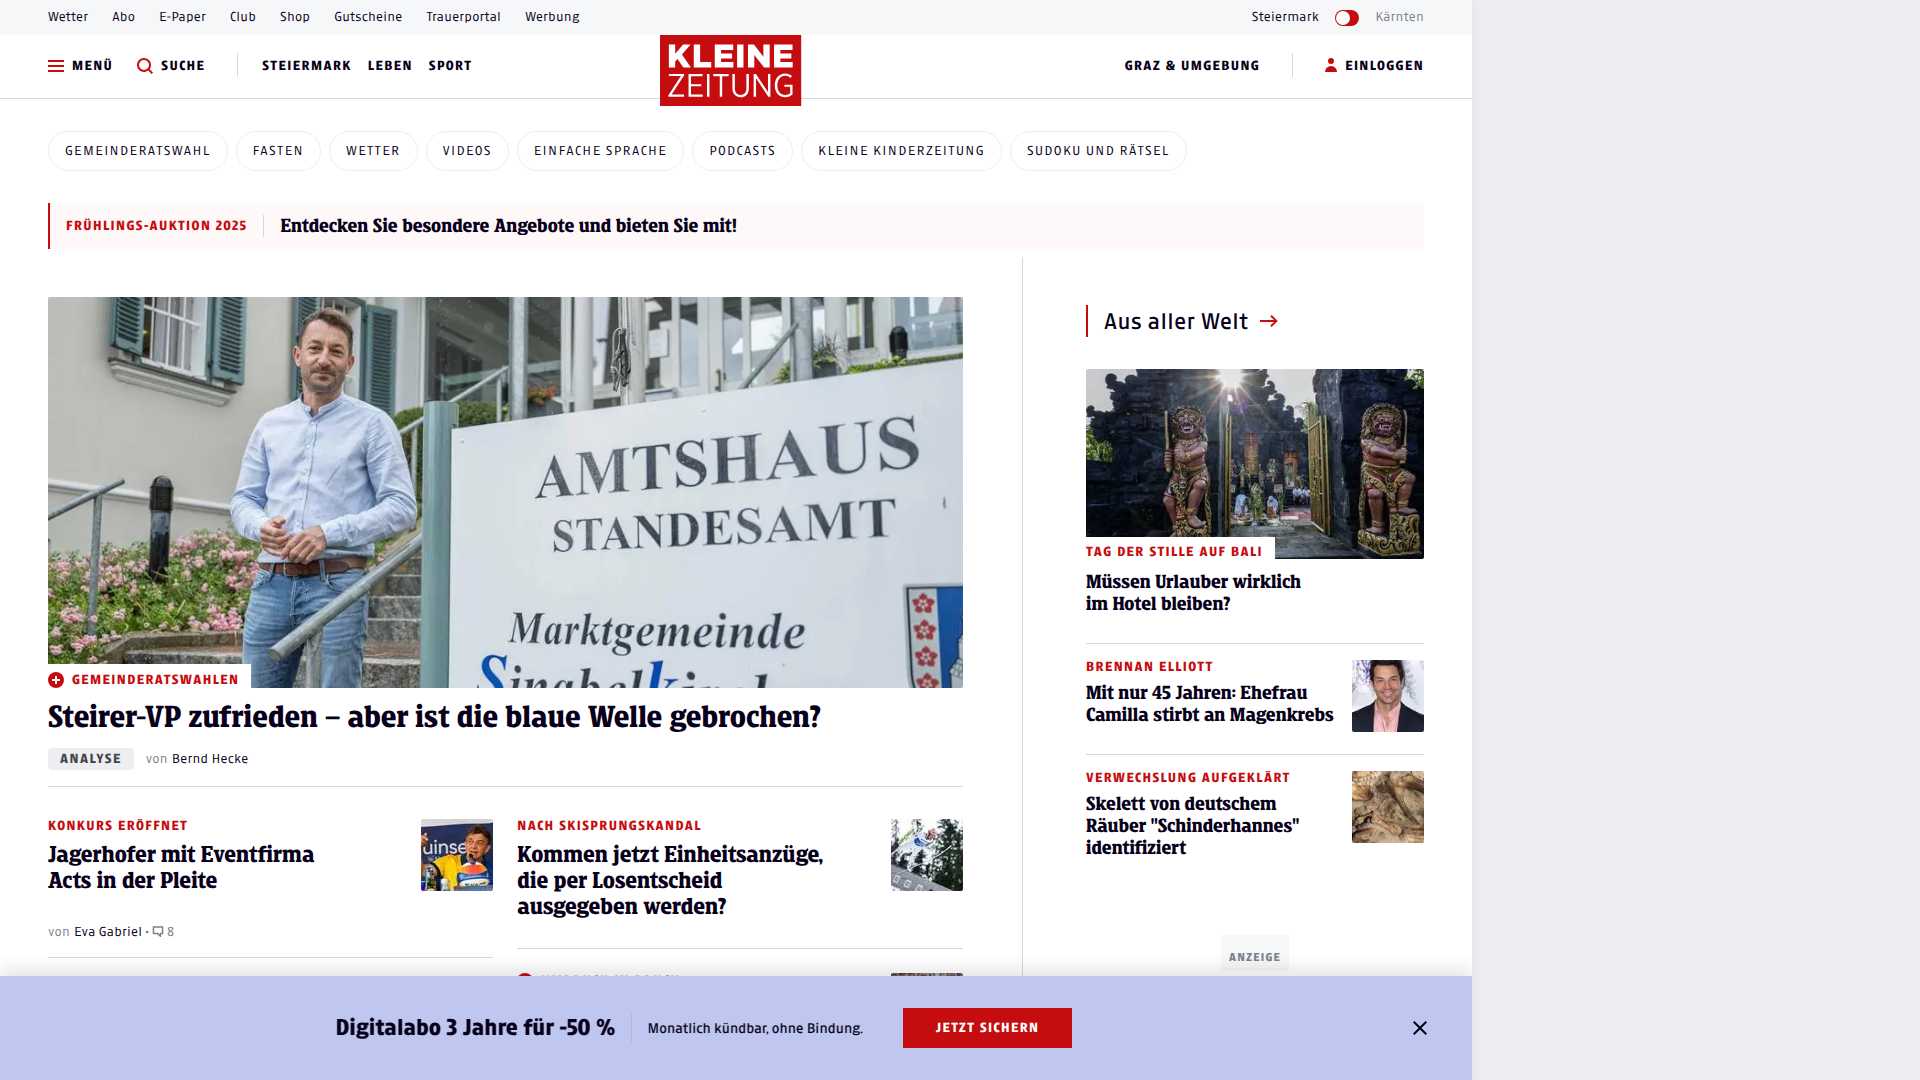 Wetter Abo E-Paper Club Shop Gutscheine Trauerportal Werbung Steiermark Kärnten
MENÜ SUCHE STEIERMARK LEBEN SPORT KLEINE ZEITUNG GRAZ & UMGEBUNG EINLOGGEN
GEMEINDERATSWAHL FASTEN WETTER VIDEOS EINFACHE SPRACHE PODCASTS KLEINE KINDERZEITUNG SUDOKU UND RÄTSEL
FRÜHLINGS-AUKTION 2025 Entdecken Sie besondere Angebote und bieten Sie mit!
AMTSHAUS
STANDESAMT
Marktgemeinde
GEMEINDERATSWAHLEN
Steirer-VP zufrieden – aber ist die blaue Welle gebrochen?
ANALYSE von Bernd Hecke
KONKURS ERÖFFNET
Jagerhofer mit Eventfirma
Acts in der Pleite
von Eva Gabriel • 8
NACH SKISPRUNGSKANDAL
Kommen jetzt Einheitsanzüge,
die per Losentscheid
ausgegeben werden?
Aus aller Welt
TAG DER STILLE AUF BALI
Müssen Urlauber wirklich
im Hotel bleiben?
BRENNAN ELLIOTT
Mit nur 45 Jahren: Ehefrau
Camilla stirbt an Magenkrebs
VERWECHSLUNG AUFGEKLÄRT
Skelett von deutschem
Räuber "Schinderhannes"
identifiziert
ANZEIGE
Digitalabo 3 Jahre für -50 % Monatlich kündbar, ohne Bindung. JETZT SICHERN